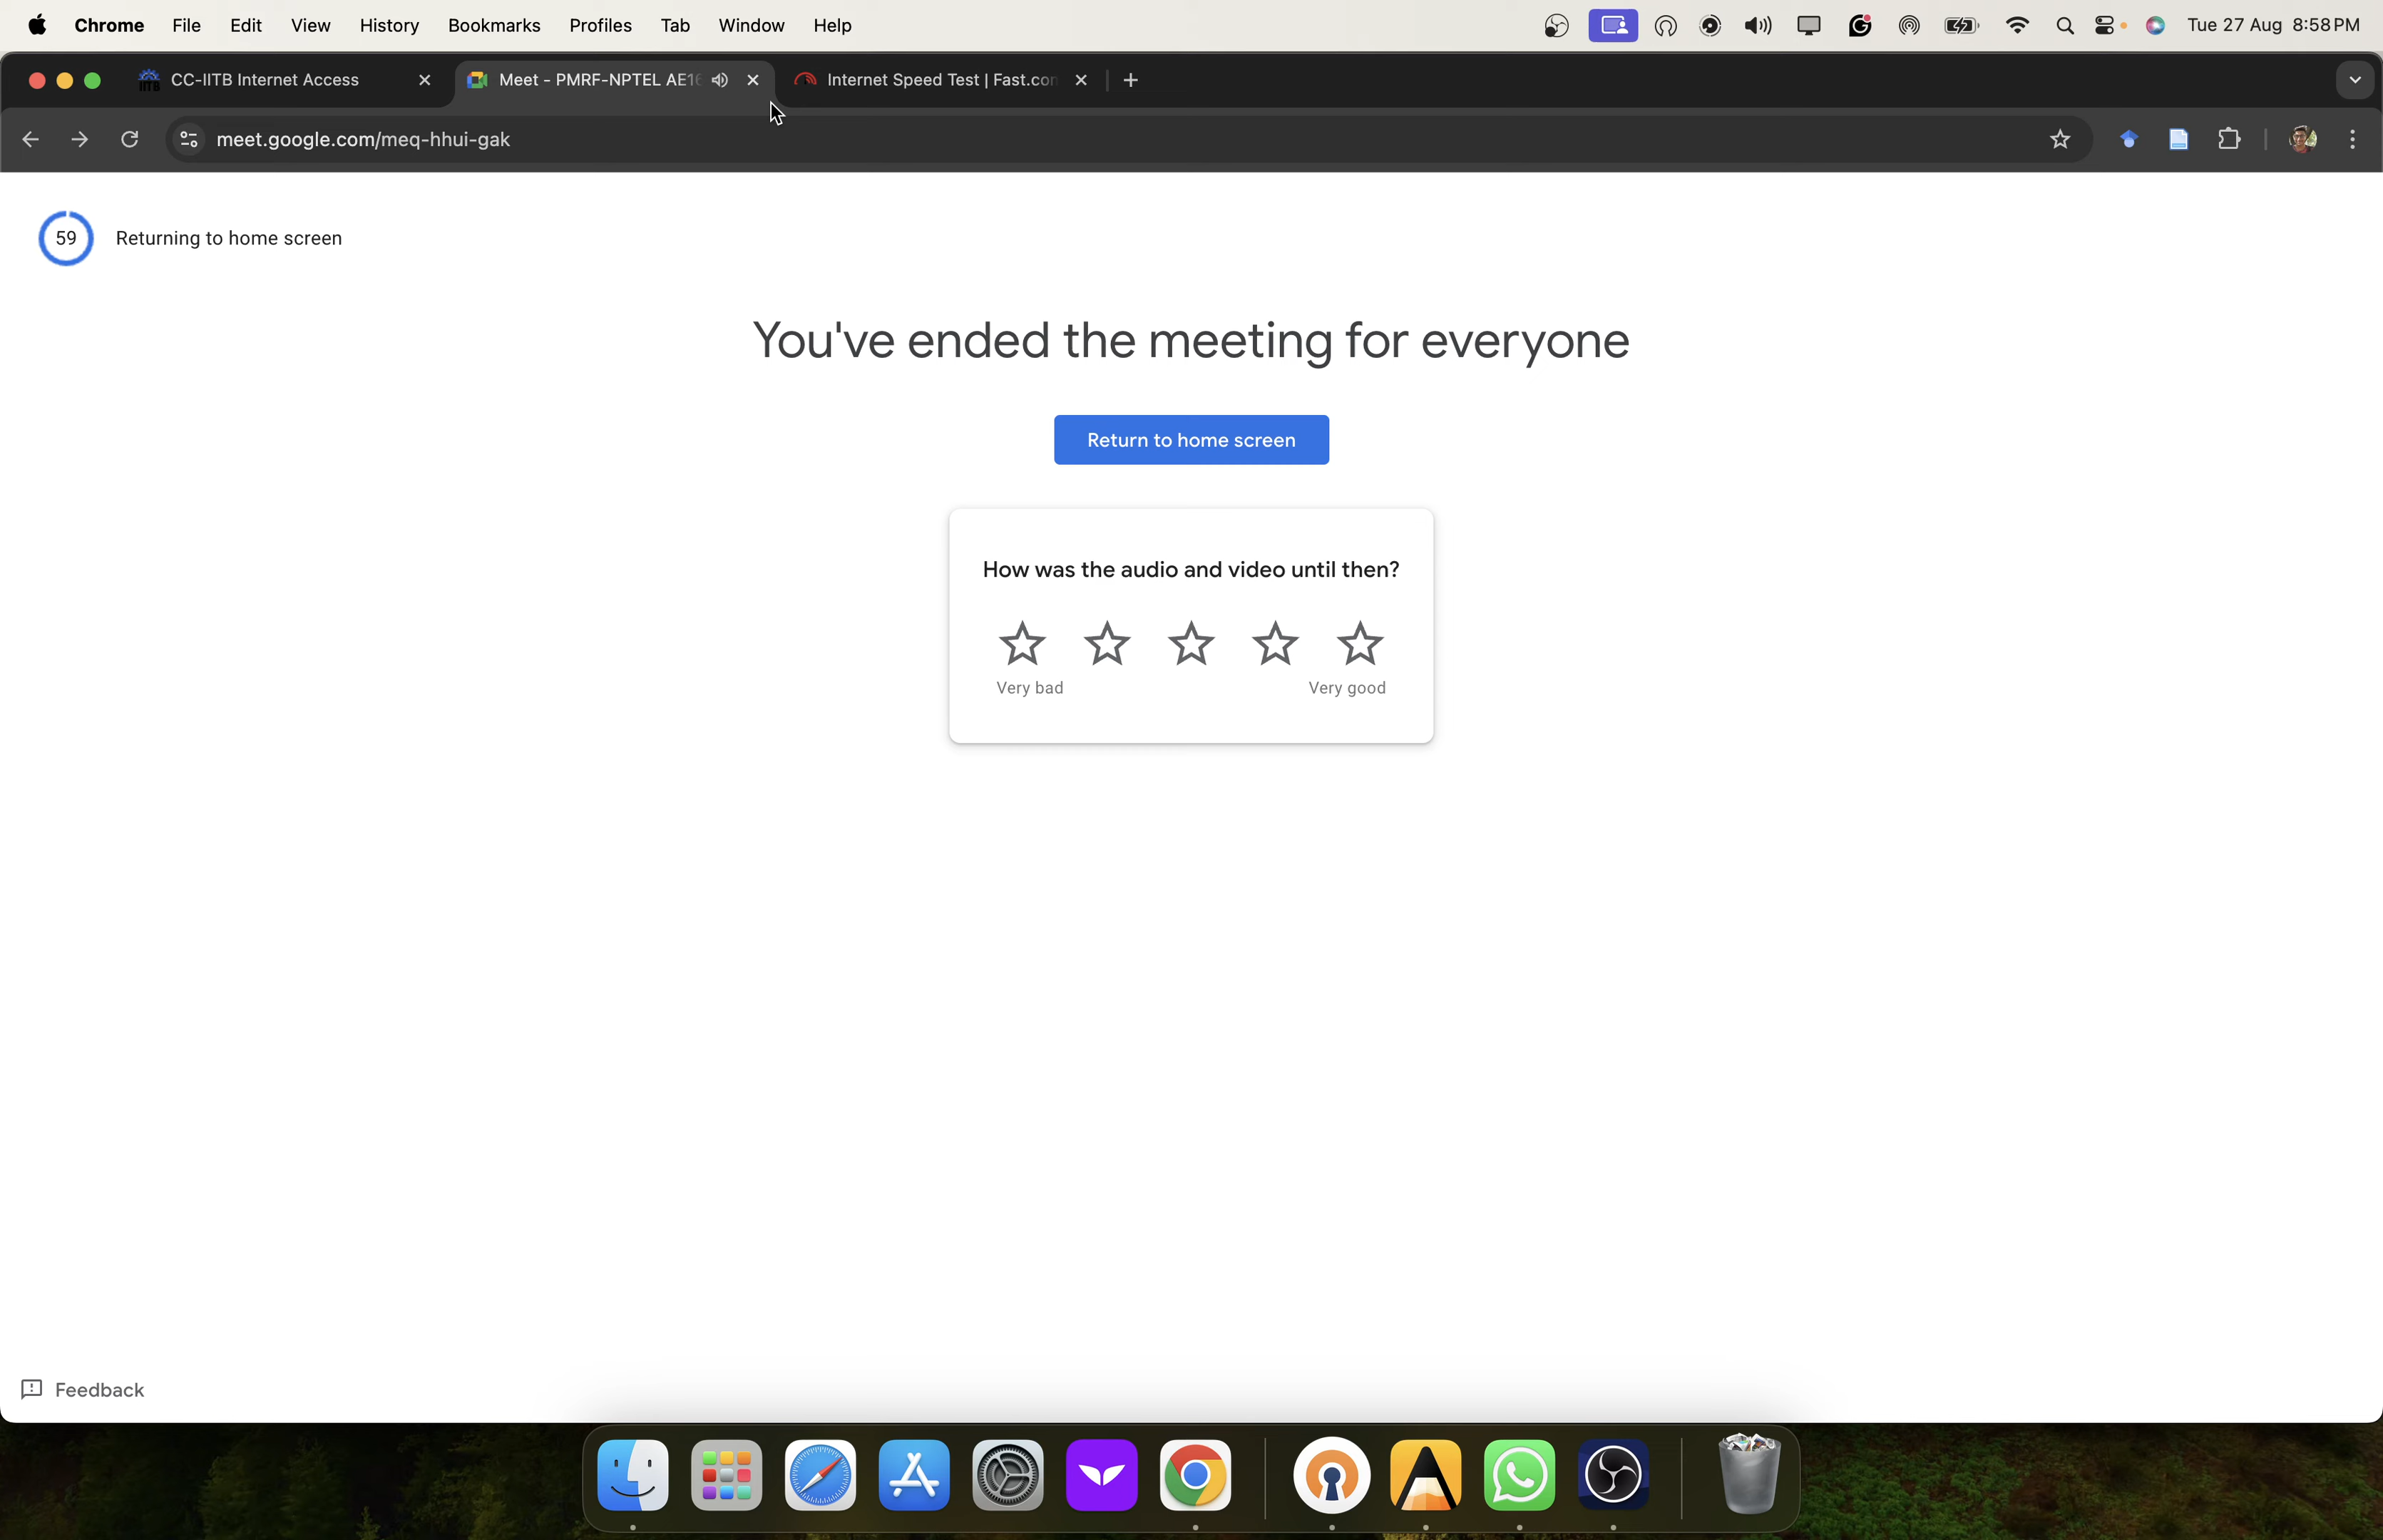 Chrome File Edit View History Bookmarks Profiles Tab Window Help Tue 27 Aug 8:58 PM
CC-IITB Internet Access Meet - PMRF-NPTEL AE16 Internet Speed Test | Fast.com
meet.google.com/meq-hhui-gak
59 Returning to home screen
You've ended the meeting for everyone
Return to home screen
How was the audio and video until then?
Very bad Very good
Feedback